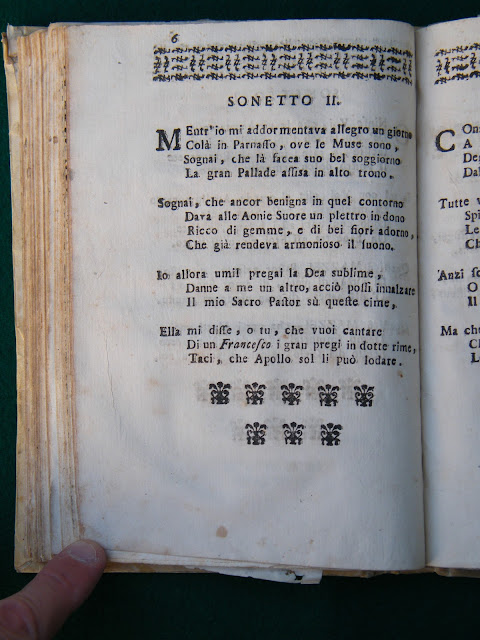 6
SONETTO II.
MEntr'io mi addormentava allegro un giorno
Colà in Parnasso, ove le Muse sono,
Sognai, che là facea suo bel soggiorno
La gran Pallade assisa in alto trono.
Sognai, che ancor benigna in quel contorno
Dava alle Aonie Suore un plettro in dono
Ricco di gemme, e di bei fiori adorno,
Che già rendeva armonioso il suono.
Io allora umil pregai la Dea sublime,
Danne a me un altro, acciò possi innalzare
Il mio Sacro Pastor sù queste cime,
Ella mi disse, o tu, che vuoi cantare
Di un Francesco i gran pregi in dotte rime,
Taci, che Apollo sol li può lodare.
A
Tutte
Le
O
Il
Ma